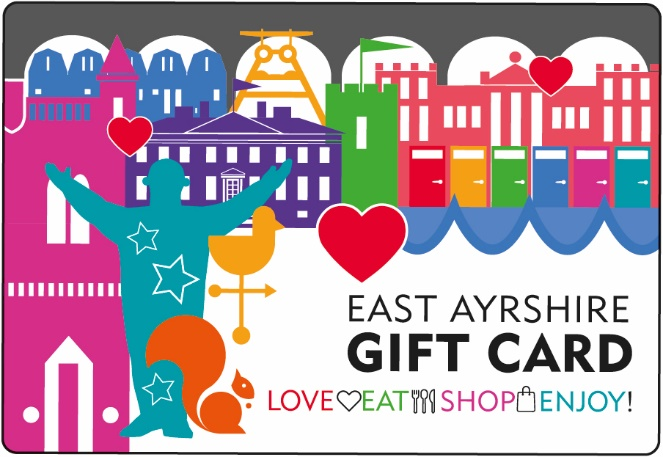 EAST AYRSHIRE
GIFT CARD
LOVE EAT SHOP ENJOY!